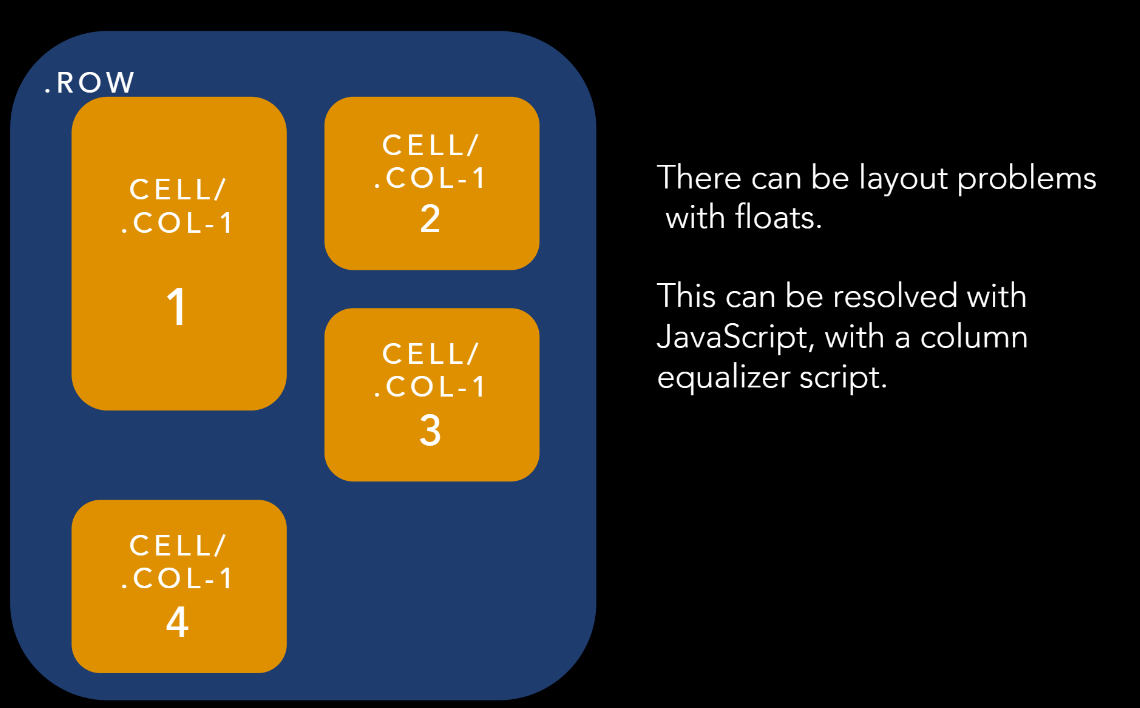 .ROW
CELL/
.COL-1
1
CELL/
.COL-1
2
CELL/
.COL-1
3
CELL/
.COL-1
4
There can be layout problems
with floats.
This can be resolved with
JavaScript, with a column
equalizer script.